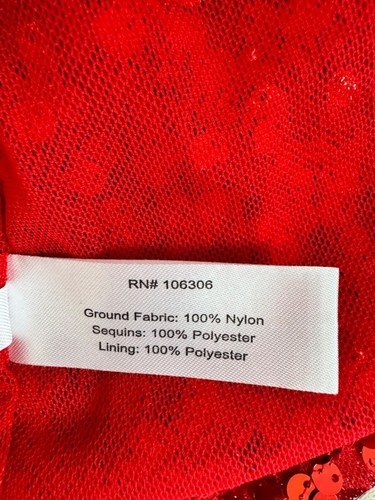 RN# 106306
Ground Fabric: 100% Nylon
Sequins: 100% Polyester
Lining: 100% Polyester